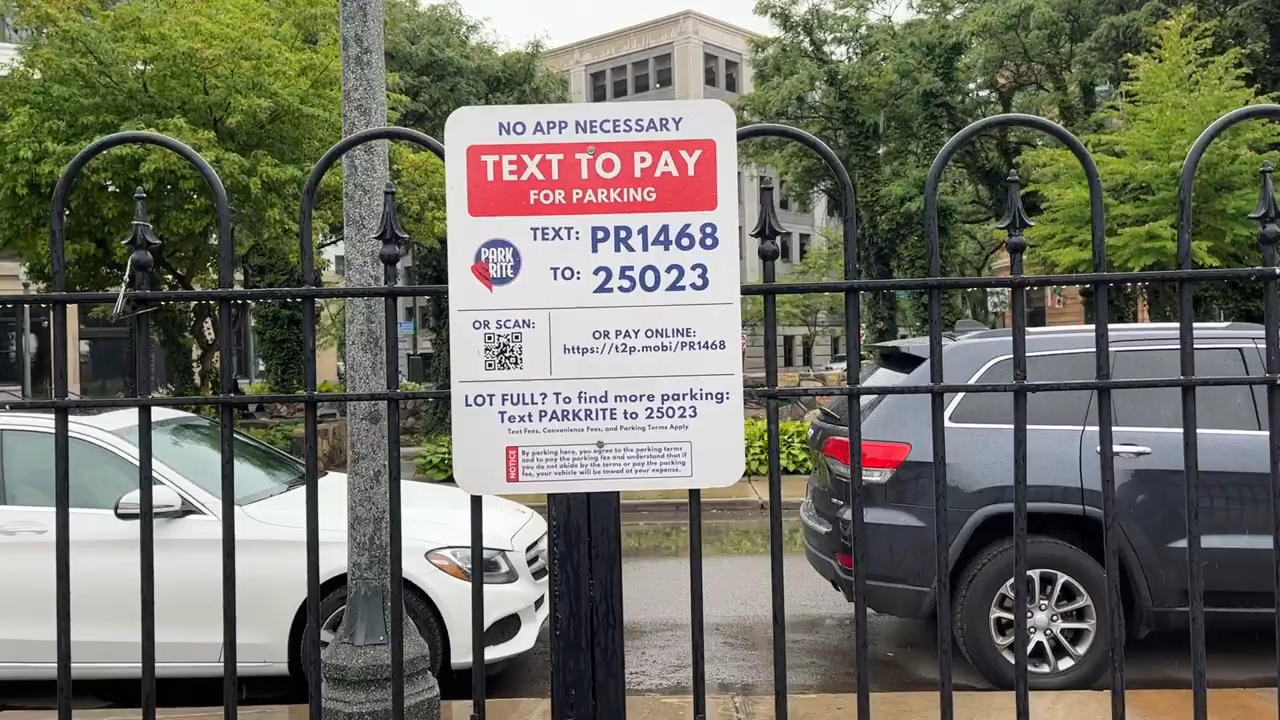 NO APP NECESSARY
TEXT TO PAY
FOR PARKING
TEXT: PR1468
TO: 25023
PARK
RITE
OR SCAN:
OR PAY ONLINE:
https://t2p.mobi/PR1468
LOT FULL? To find more parking:
Text PARKRITE to 25023
Text Fees, Convenience Fees, and Parking Terms Apply
NOTICE
By parking here, you agree to the parking terms
and to pay the parking fee and understand that if
you do not abide by the terms or pay the parking
fee, your vehicle will be towed at your expense.